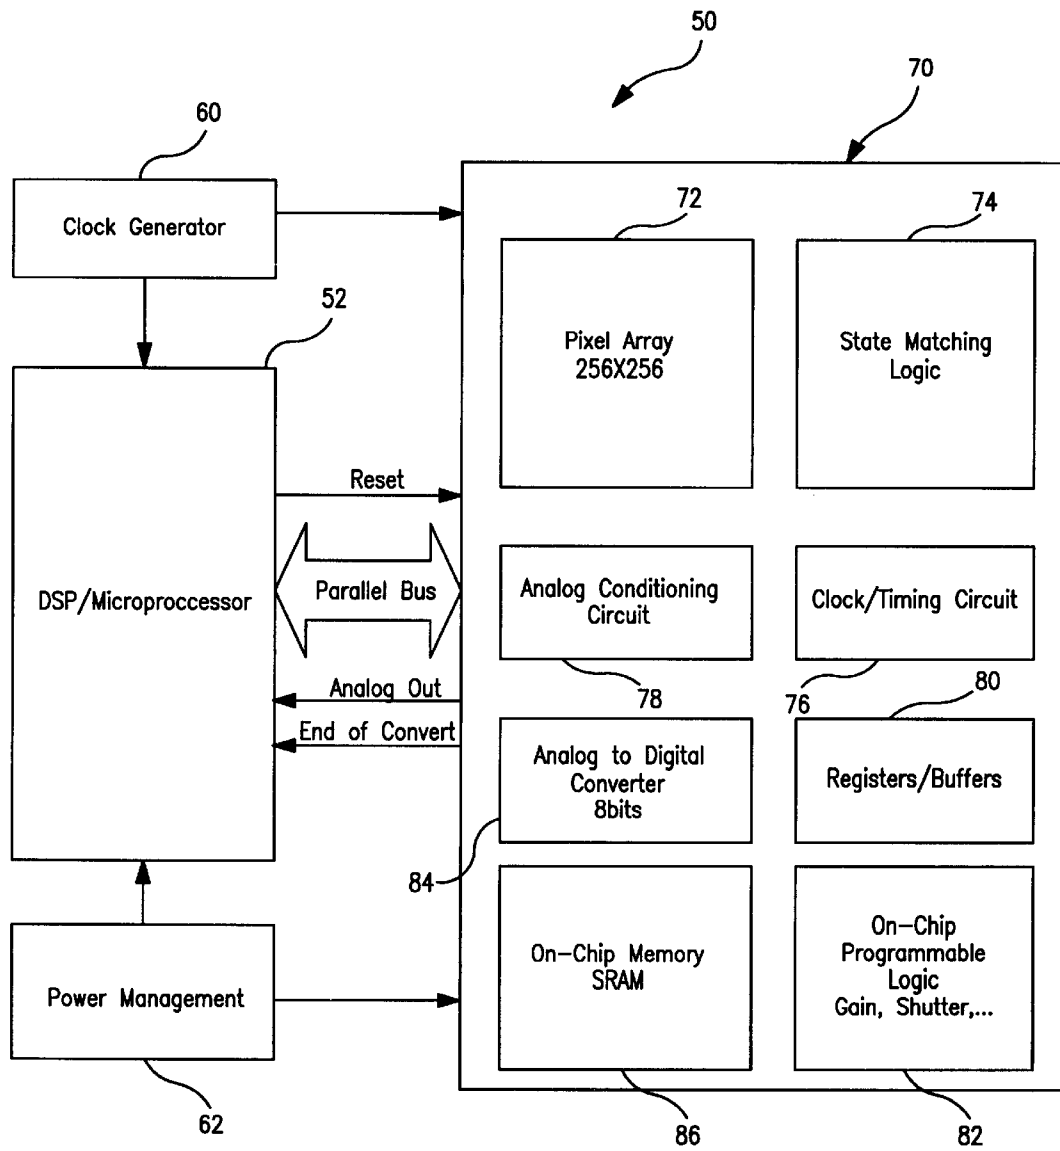 50
70
60
Clock Generator
72
74
52
Pixel Array
256X256
State Matching
Logic
Reset
DSP/Microproccessor
Parallel Bus
Analog Conditioning
Circuit
Clock/Timing Circuit
Analog Out
78
76
80
End of Convert
Analog to Digital
Converter
8bits
Registers/Buffers
84
On-Chip Memory
SRAM
On-Chip
Programmable
Logic
Gain, Shutter,...
Power Management
62
86
82